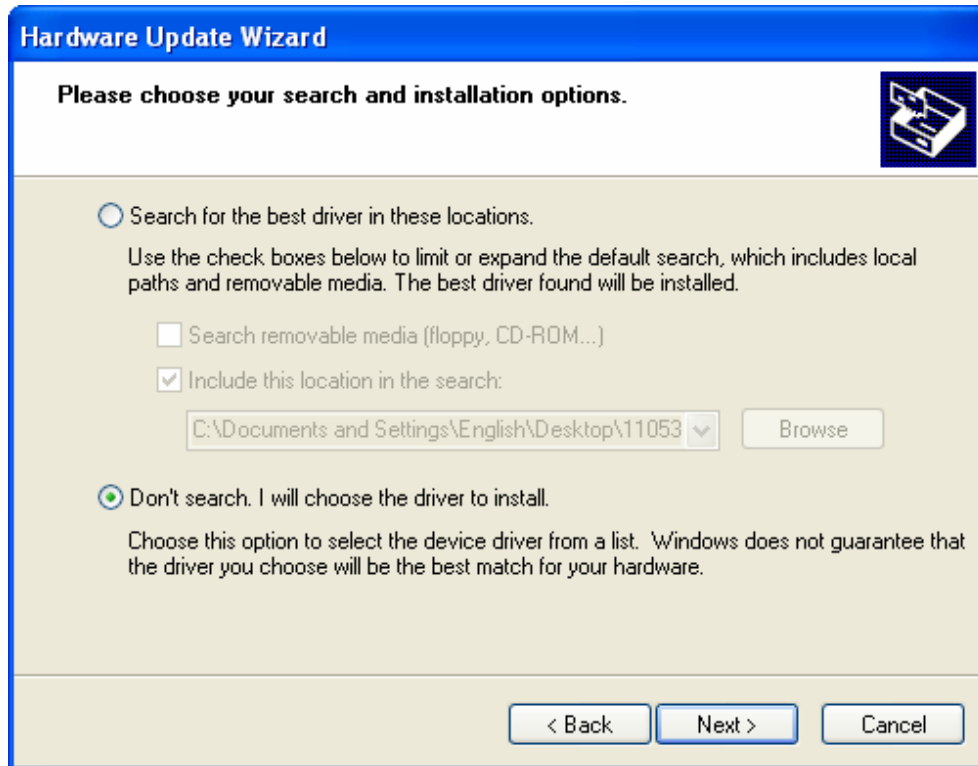 Hardware Update Wizard
Please choose your search and installation options.
Search for the best driver in these locations.
Use the check boxes below to limit or expand the default search, which includes local
paths and removable media. The best driver found will be installed.
Search removable media (floppy, CD-ROM...)
Include this location in the search:
C:\Documents and Settings\English\Desktop\11053
Browse
Don't search. I will choose the driver to install.
Choose this option to select the device driver from a list.  Windows does not guarantee that
the driver you choose will be the best match for your hardware.
< Back
Next >
Cancel